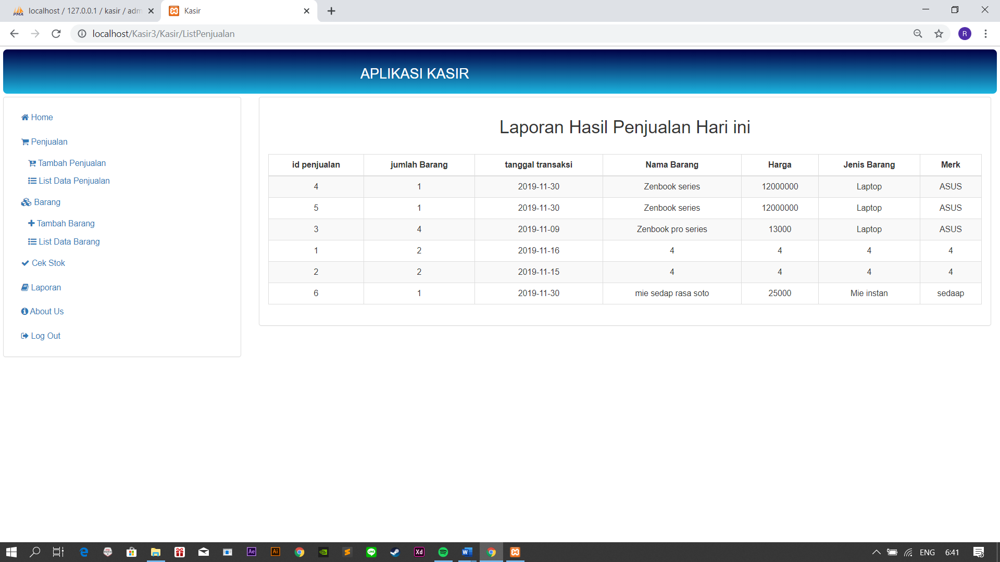 localhost / 127.0.0.1 / kasir / adm
Kasir
localhost/Kasir3/Kasir/ListPenjualan
R
APLIKASI KASIR
Home
Penjualan
Tambah Penjualan
List Data Penjualan
Barang
Tambah Barang
List Data Barang
Cek Stok
Laporan
About Us
Log Out
Laporan Hasil Penjualan Hari ini
id penjualan jumlah Barang tanggal transaksi Nama Barang Harga Jenis Barang Merk
4 1 2019-11-30 Zenbook series 12000000 Laptop ASUS
5 1 2019-11-30 Zenbook series 12000000 Laptop ASUS
3 4 2019-11-09 Zenbook pro series 13000 Laptop ASUS
1 2 2019-11-16 4 4 4 4
2 2 2019-11-15 4 4 4 4
6 1 2019-11-30 mie sedap rasa soto 25000 Mie instan sedaap
Ae
Ai
LINE
Xd
W
ENG
6:41